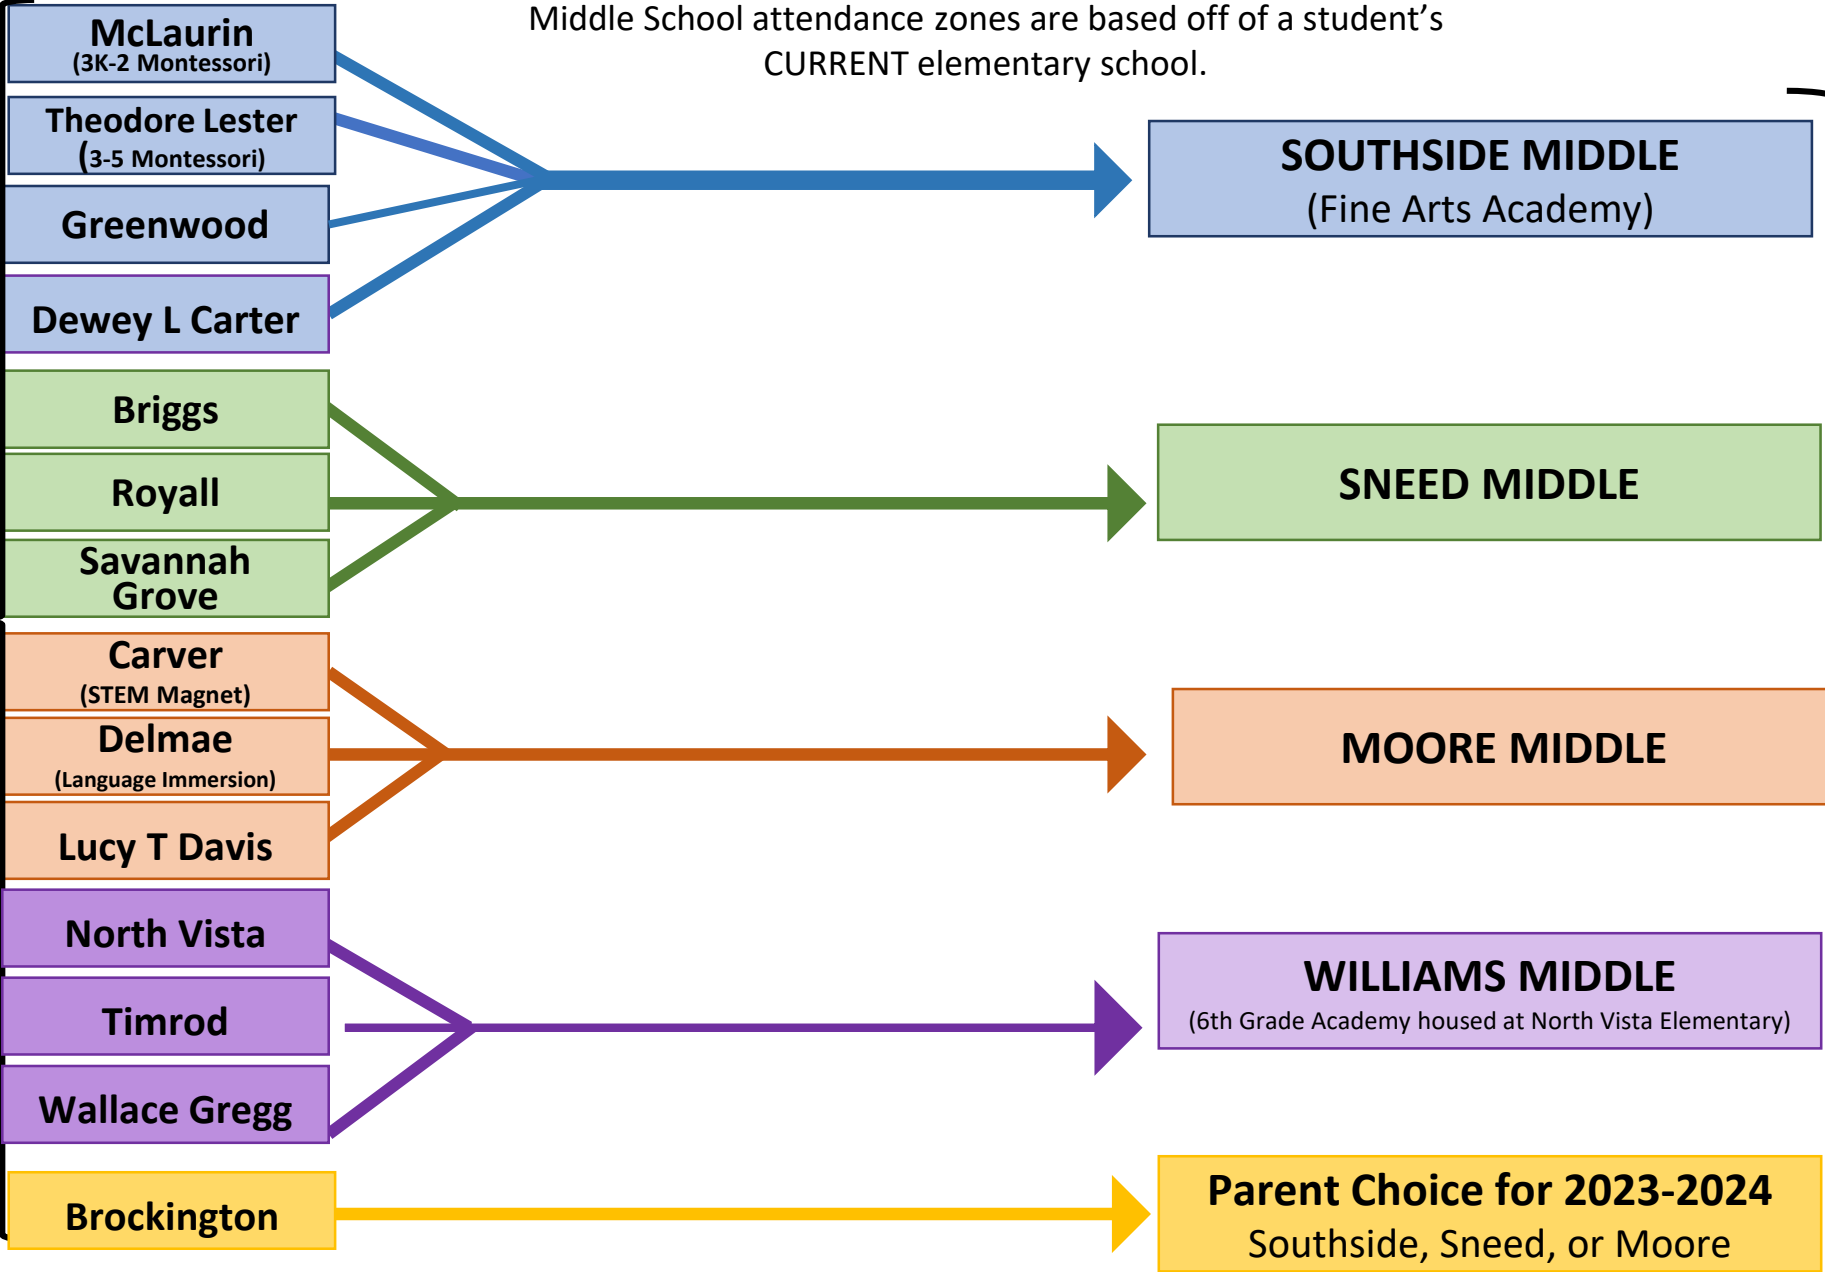 Middle School attendance zones are based off of a student’s
CURRENT elementary school.
McLaurin
(3K-2 Montessori)
Theodore Lester
(3-5 Montessori)
Greenwood
Dewey L Carter
SOUTHSIDE MIDDLE
(Fine Arts Academy)
Briggs
Royall
Savannah
Grove
SNEED MIDDLE
Carver
(STEM Magnet)
Delmae
(Language Immersion)
Lucy T Davis
MOORE MIDDLE
North Vista
Timrod
Wallace Gregg
WILLIAMS MIDDLE
(6th Grade Academy housed at North Vista Elementary)
Brockington
Parent Choice for 2023-2024
Southside, Sneed, or Moore